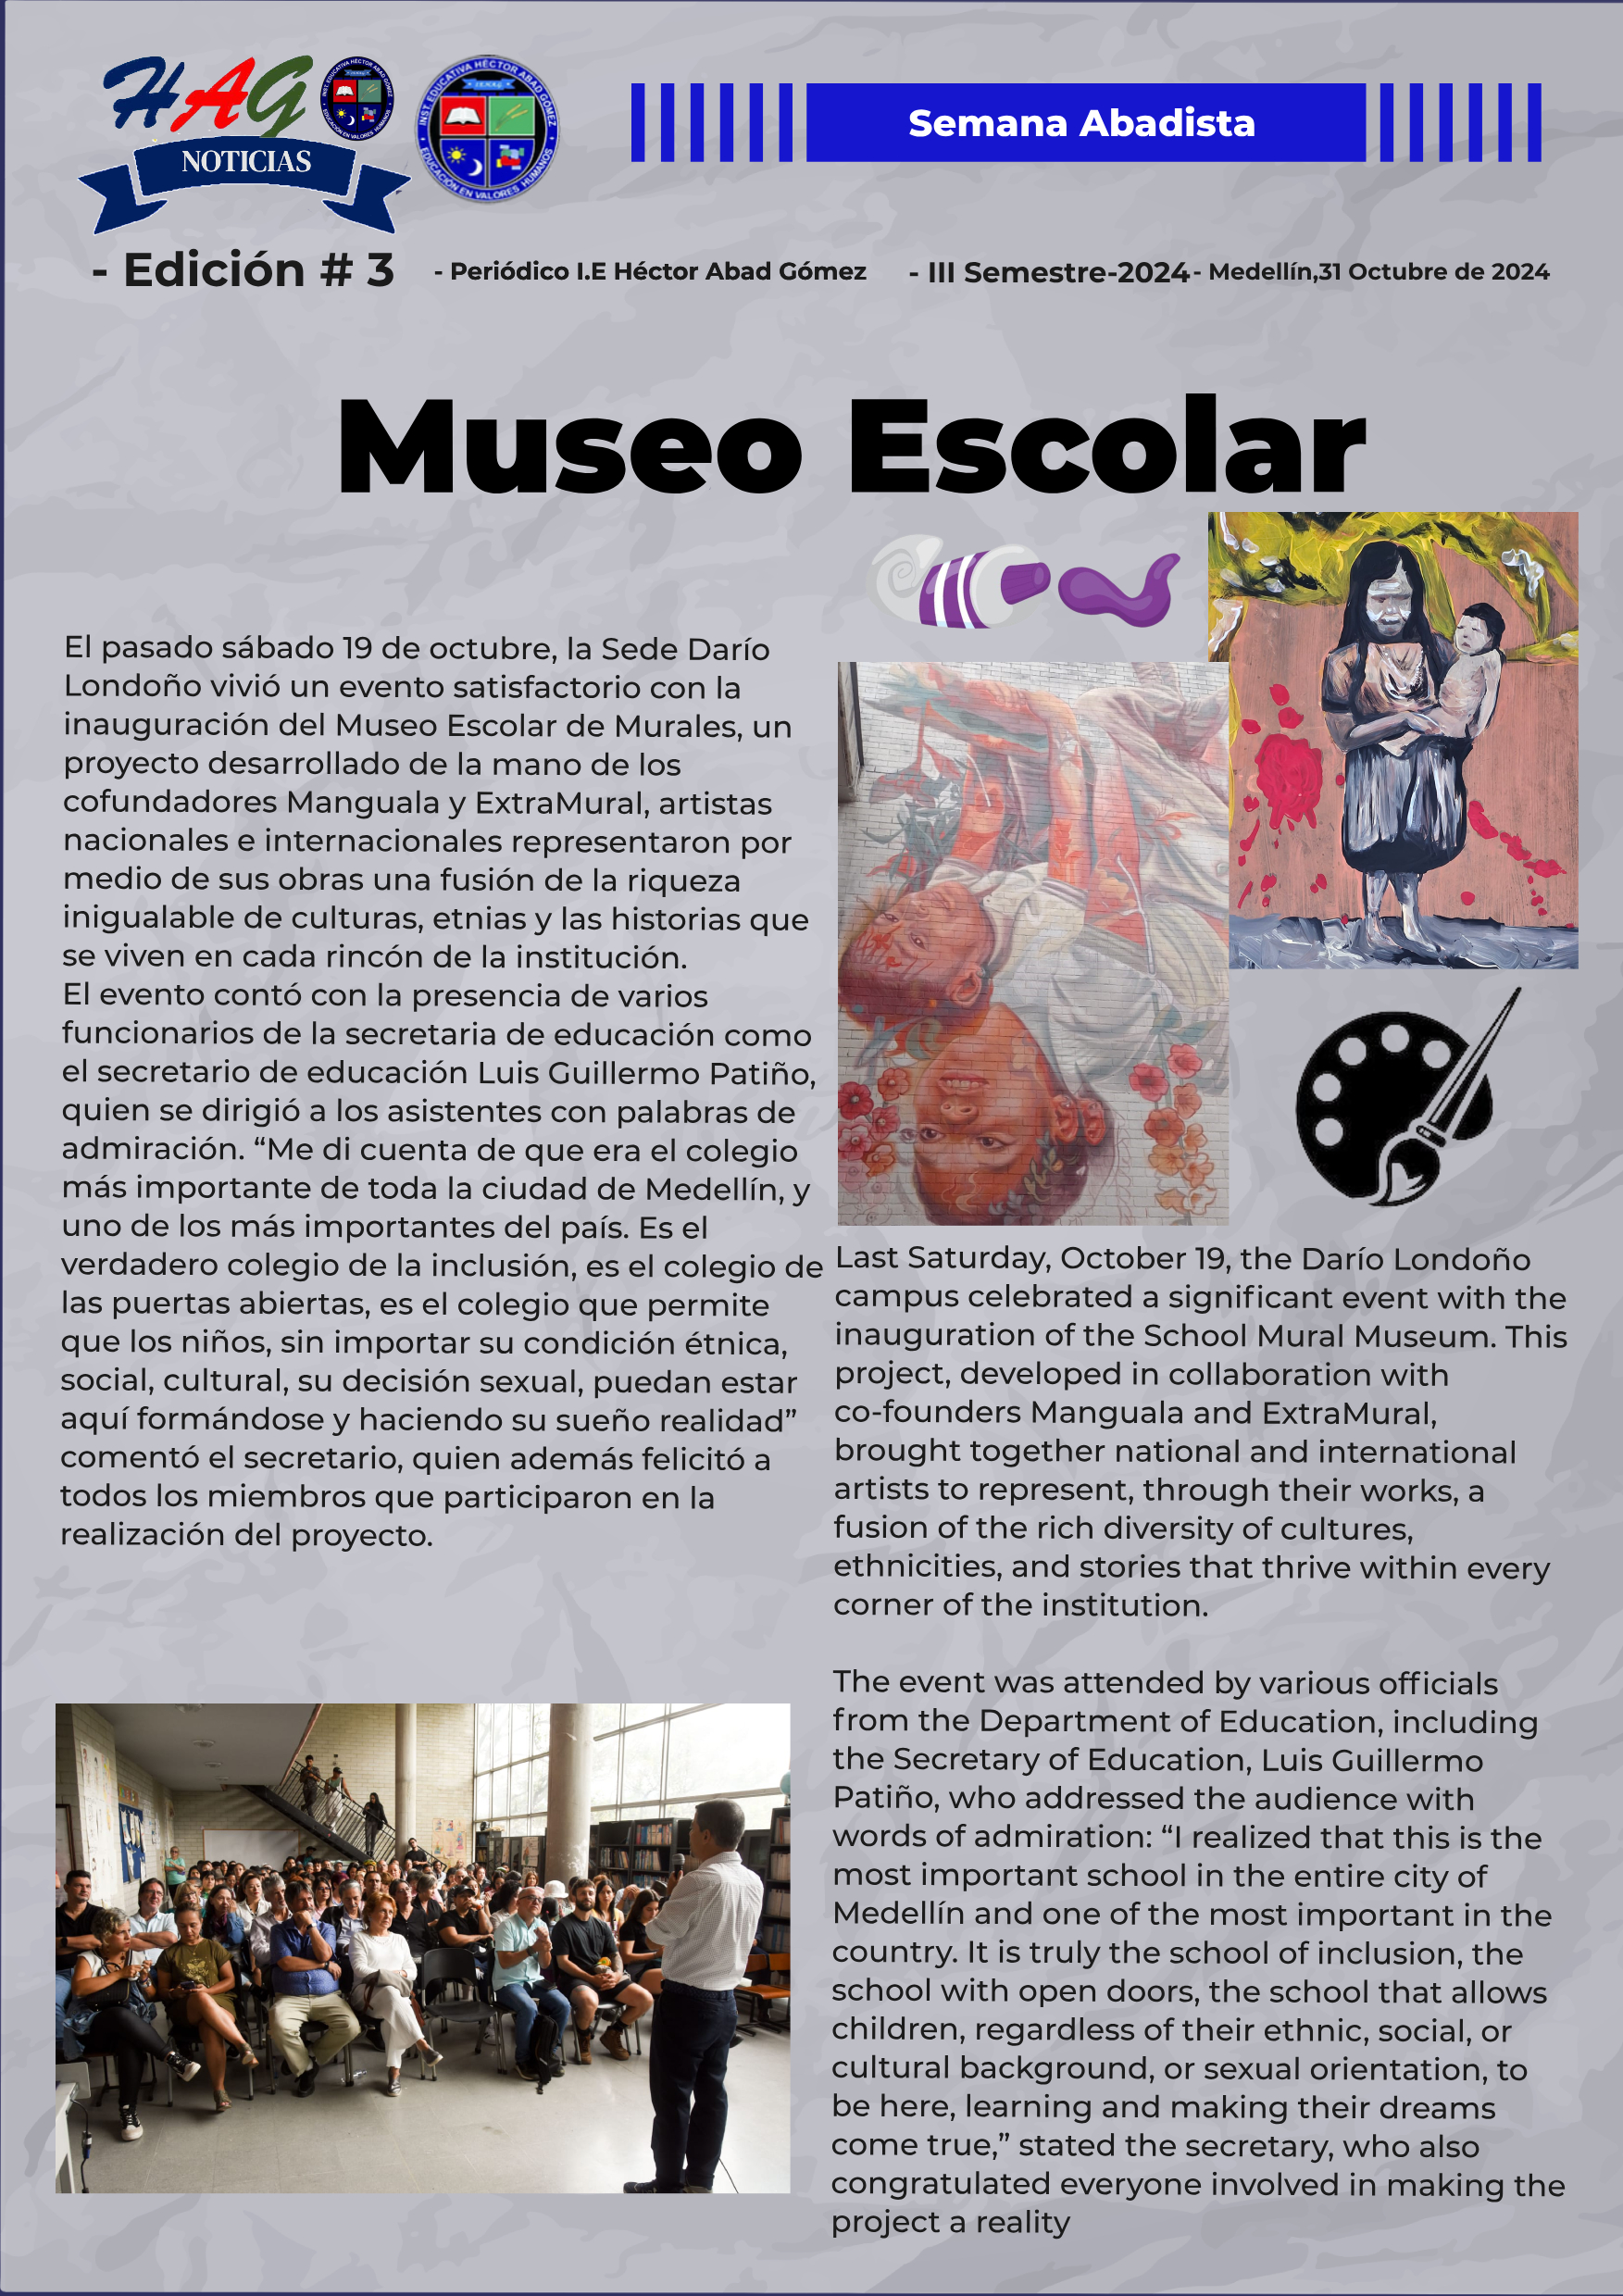 HAG
NOTICIAS
INST. EDUCATIVA HÉCTOR ABAD GÓMEZ
EDUCACIÓN EN VALORES HUMANOS
INST. EDUCATIVA HÉCTOR ABAD GÓMEZ
EDUCACIÓN EN VALORES HUMANOS
Semana Abadista
- Edición # 3
- Periódico I.E Héctor Abad Gómez
- III Semestre-2024
- Medellín,31 Octubre de 2024
Museo Escolar
El pasado sábado 19 de octubre, la Sede Darío
Londoño vivió un evento satisfactorio con la
inauguración del Museo Escolar de Murales, un
proyecto desarrollado de la mano de los
cofundadores Manguala y ExtraMural, artistas
nacionales e internacionales representaron por
medio de sus obras una fusión de la riqueza
inigualable de culturas, etnias y las historias que
se viven en cada rincón de la institución.
El evento contó con la presencia de varios
funcionarios de la secretaria de educación como
el secretario de educación Luis Guillermo Patiño,
quien se dirigió a los asistentes con palabras de
admiración. “Me di cuenta de que era el colegio
más importante de toda la ciudad de Medellín, y
uno de los más importantes del país. Es el
verdadero colegio de la inclusión, es el colegio de
las puertas abiertas, es el colegio que permite
que los niños, sin importar su condición étnica,
social, cultural, su decisión sexual, puedan estar
aquí formándose y haciendo su sueño realidad”
comentó el secretario, quien además felicitó a
todos los miembros que participaron en la
realización del proyecto.
Last Saturday, October 19, the Darío Londoño
campus celebrated a significant event with the
inauguration of the School Mural Museum. This
project, developed in collaboration with
co-founders Manguala and ExtraMural,
brought together national and international
artists to represent, through their works, a
fusion of the rich diversity of cultures,
ethnicities, and stories that thrive within every
corner of the institution.
The event was attended by various officials
from the Department of Education, including
the Secretary of Education, Luis Guillermo
Patiño, who addressed the audience with
words of admiration: “I realized that this is the
most important school in the entire city of
Medellín and one of the most important in the
country. It is truly the school of inclusion, the
school with open doors, the school that allows
children, regardless of their ethnic, social, or
cultural background, or sexual orientation, to
be here, learning and making their dreams
come true,” stated the secretary, who also
congratulated everyone involved in making the
project a reality